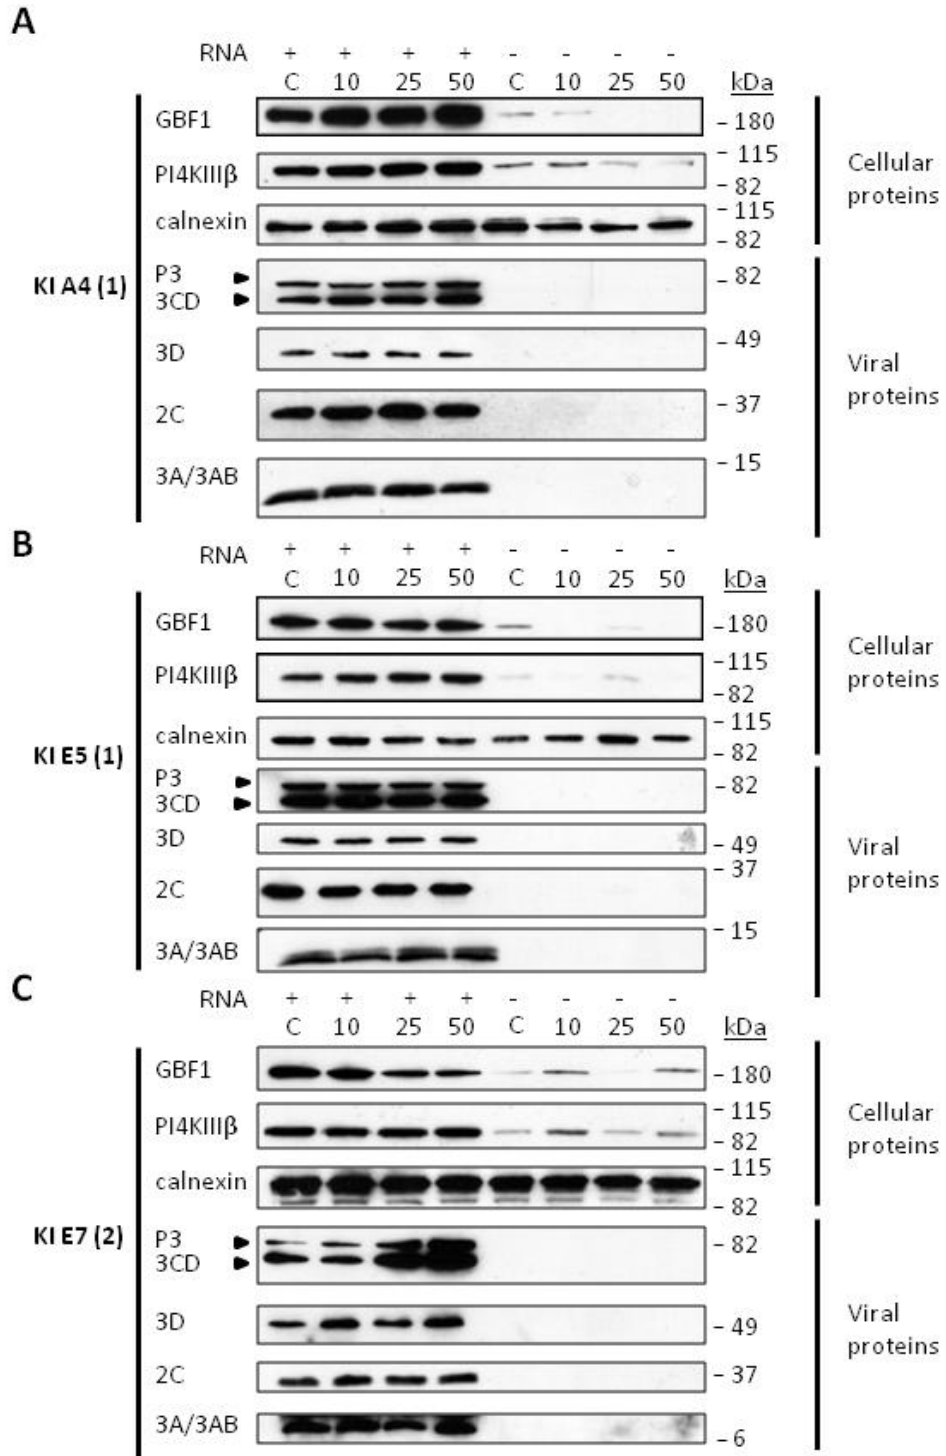 A
RNA + + + + - - - -
C 10 25 50 C 10 25 50 kDa
GBF1 – 180
PI4KIIIβ – 115
– 82
calnexin – 115
– 82
Cellular
proteins
KI A4 (1)
P3 – 82
3CD
3D – 49
2C – 37
3A/3AB – 15
Viral
proteins
B
RNA + + + + - - - -
C 10 25 50 C 10 25 50 kDa
GBF1 – 180
PI4KIIIβ – 115
– 82
calnexin – 115
– 82
Cellular
proteins
KI E5 (1)
P3 – 82
3CD
3D – 49
2C – 37
3A/3AB – 15
Viral
proteins
C
RNA + + + + - - - -
C 10 25 50 C 10 25 50 kDa
GBF1 – 180
PI4KIIIβ – 115
– 82
calnexin – 115
– 82
Cellular
proteins
KI E7 (2)
P3 – 82
3CD
3D – 49
2C – 37
3A/3AB – 6
Viral
proteins